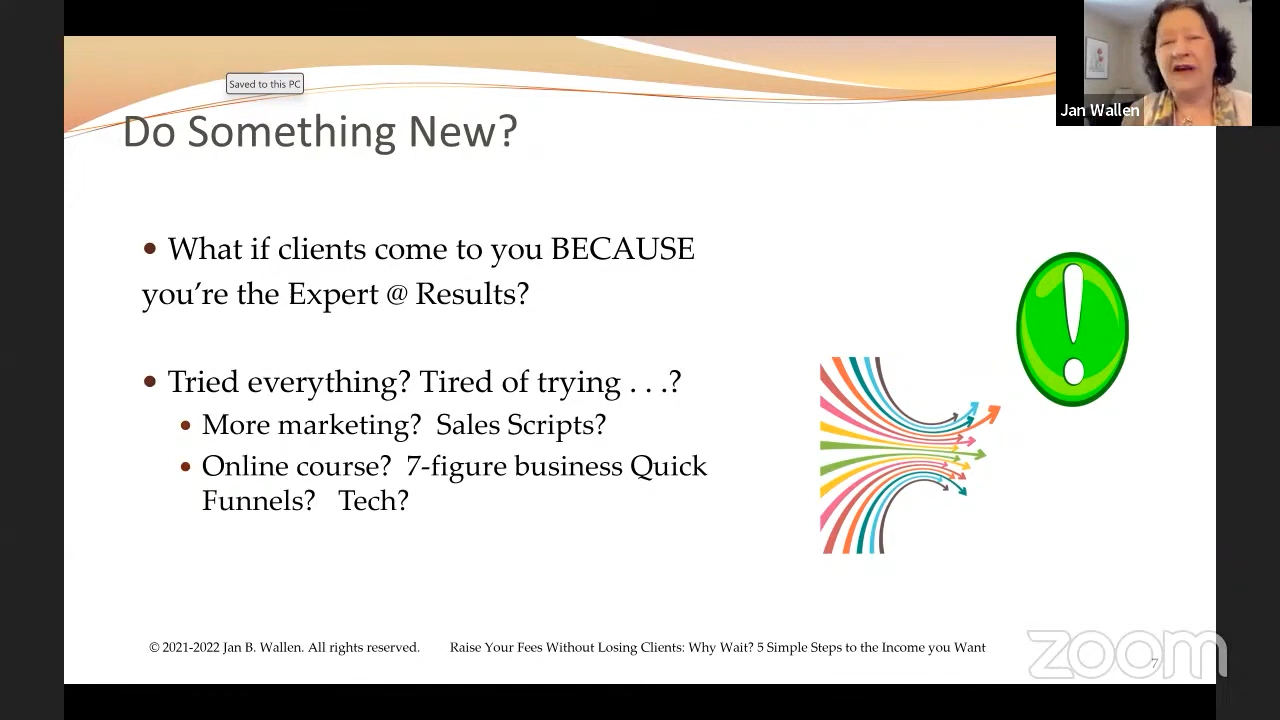 Saved to this PC
Do Something New?
Jan Wallen
• What if clients come to you BECAUSE
you’re the Expert @ Results?
• Tried everything? Tired of trying . . .?
• More marketing?  Sales Scripts?
• Online course?  7-figure business Quick
Funnels?   Tech?
© 2021-2022 Jan B. Wallen. All rights reserved.
Raise Your Fees Without Losing Clients: Why Wait? 5 Simple Steps to the Income you Want
zoom
7